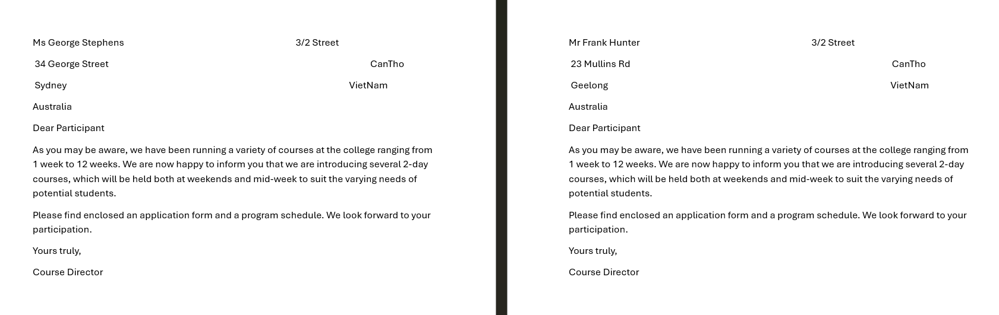 Ms George Stephens 3/2 Street
34 George Street CanTho
Sydney VietNam
Australia
Dear Participant
As you may be aware, we have been running a variety of courses at the college ranging from
1 week to 12 weeks. We are now happy to inform you that we are introducing several 2-day
courses, which will be held both at weekends and mid-week to suit the varying needs of
potential students.
Please find enclosed an application form and a program schedule. We look forward to your
participation.
Yours truly,
Course Director
Mr Frank Hunter 3/2 Street
23 Mullins Rd CanTho
Geelong VietNam
Australia
Dear Participant
As you may be aware, we have been running a variety of courses at the college ranging from
1 week to 12 weeks. We are now happy to inform you that we are introducing several 2-day
courses, which will be held both at weekends and mid-week to suit the varying needs of
potential students.
Please find enclosed an application form and a program schedule. We look forward to your
participation.
Yours truly,
Course Director